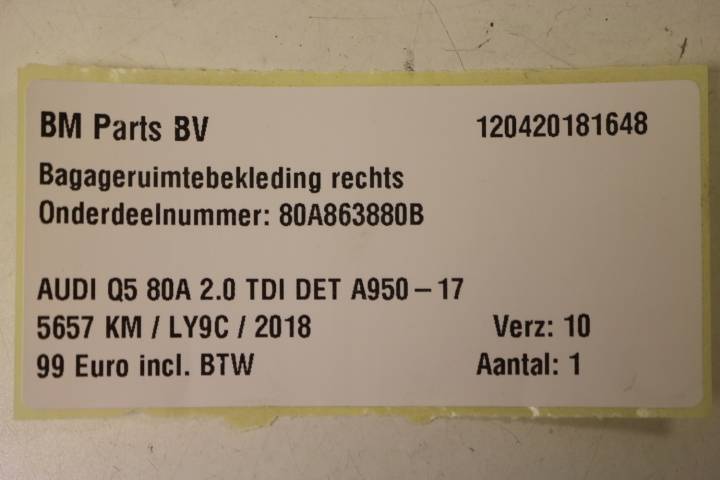 BM Parts BV 120420181648
Bagageruimtebekleding rechts
Onderdeelnummer: 80A863880B
AUDI Q5 80A 2.0 TDI DET A950-17
5657 KM / LY9C / 2018 Verz: 10
99 Euro incl. BTW Aantal: 1